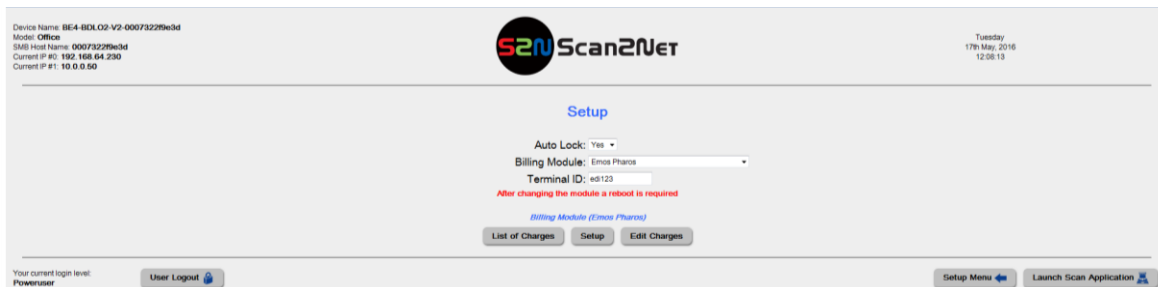 Device Name: BE4-BDLO2-V2-0007322f9e3d
Model: Office
SMB Host Name: 0007322f9e3d
Current IP #0: 192.168.64.230
Current IP #1: 10.0.0.50
S2N Scan2Net
Tuesday
17th May, 2016
12:08:13
Setup
Auto Lock: Yes
Billing Module: Emos Pharos
Terminal ID: edi123
After changing the module a reboot is required
Billing Module (Emos Pharos)
List of Charges Setup Edit Charges
Your current login level:
Poweruser
User Logout
Setup Menu Launch Scan Application